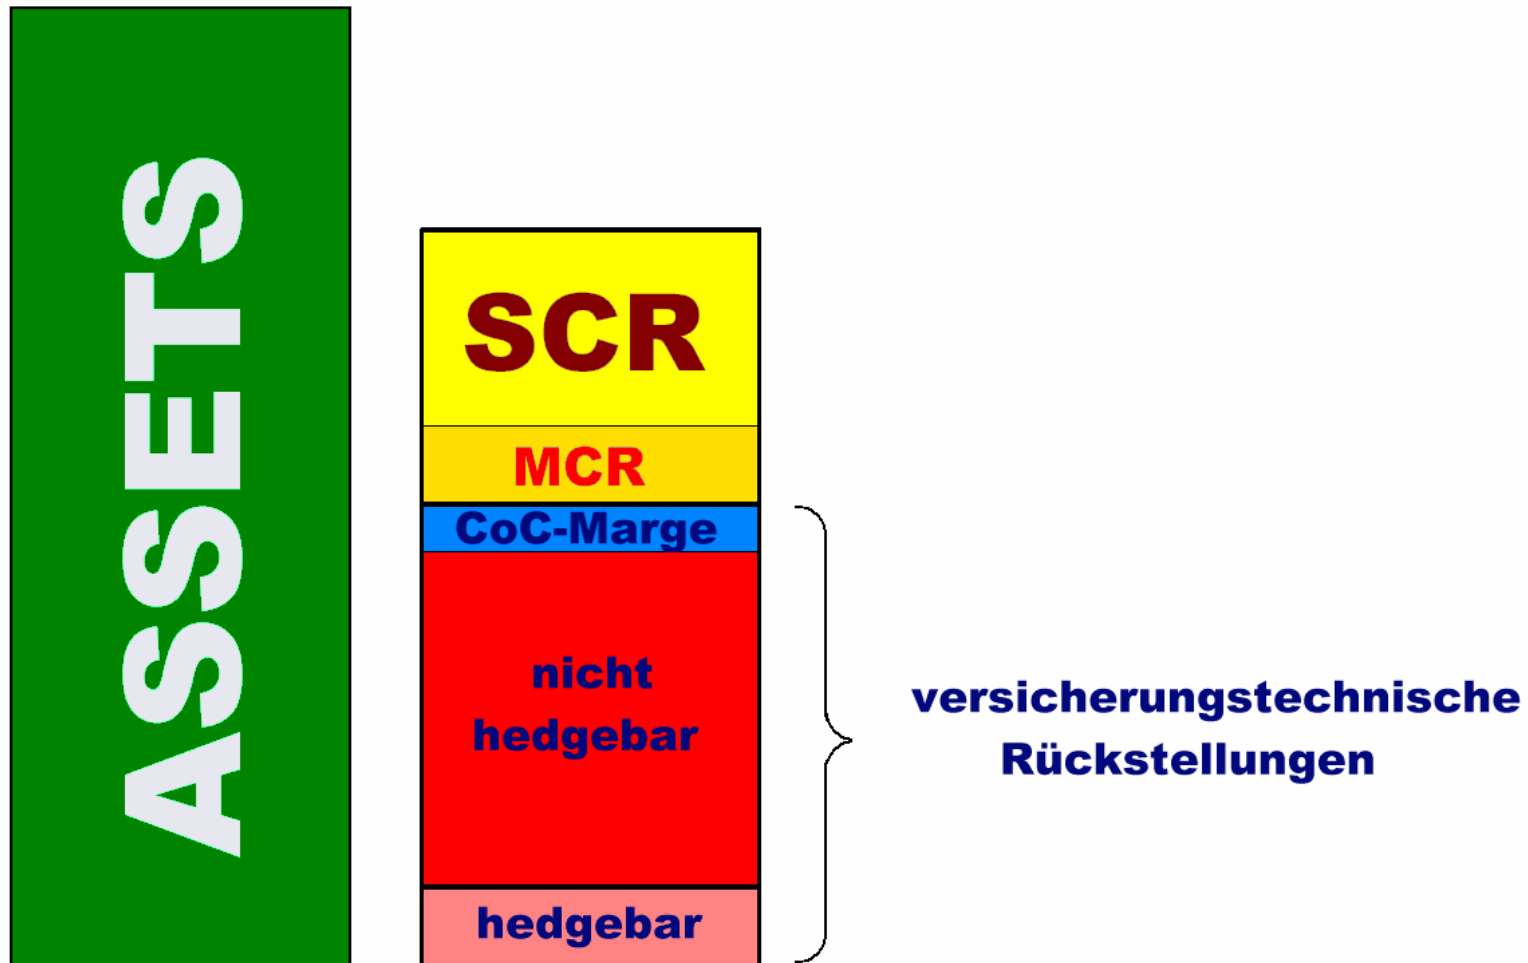 ASSETS
SCR
MCR
CoC-Marge
nicht
hedgebar
hedgebar
versicherungstechnische
Rückstellungen